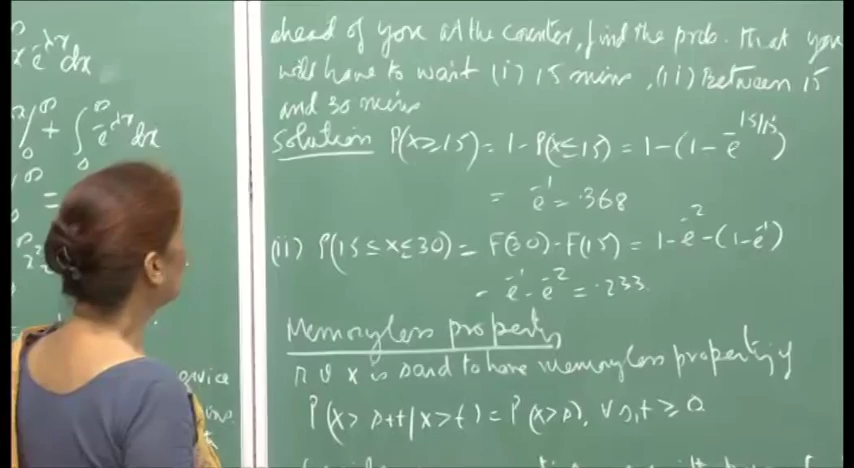 x e^-λx dx
∞ + ∫ 0 ∞ e^-λx dx
=
ahead of you at the counter, find the prob. that you
will have to wait (i) 15 mins, (ii) Between 15
and 30 mins
Solution P(X≥15) = 1 - P(X≤15) = 1 - (1 - e^-15/15)
= e^-1 = .368
(ii) P(15≤X≤30) = F(30) - F(15) = 1 - e^-2 - (1 - e^-1)
= e^-1 - e^-2 = .233
Memoryless property
r v X is said to have memoryless property if
P(X > s+t | X > t) = P(X > s), ∀ s,t ≥ 0